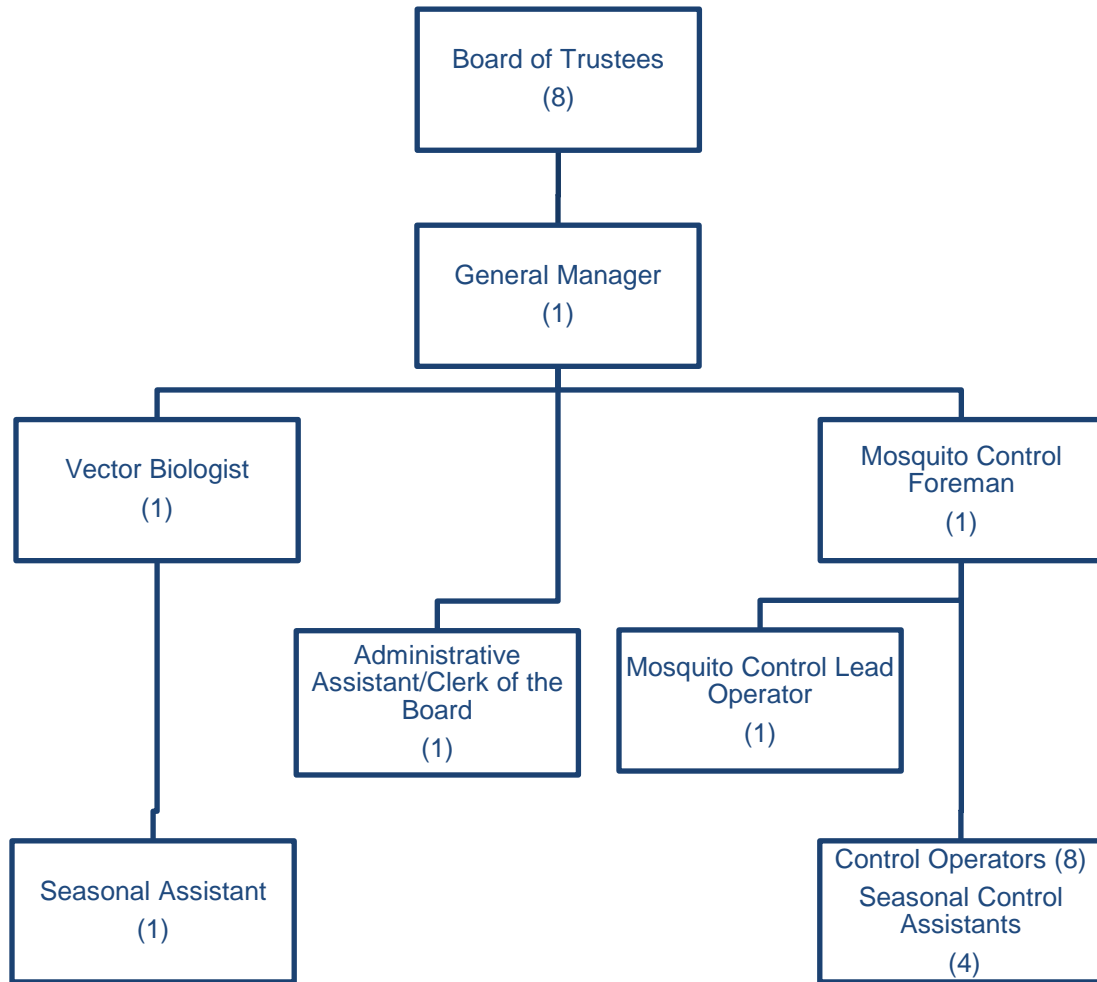 Board of Trustees
(8)
General Manager
(1)
Vector Biologist
(1)
Mosquito Control
Foreman
(1)
Administrative
Assistant/Clerk of the
Board
(1)
Mosquito Control Lead
Operator
(1)
Seasonal Assistant
(1)
Control Operators (8)
Seasonal Control
Assistants
(4)